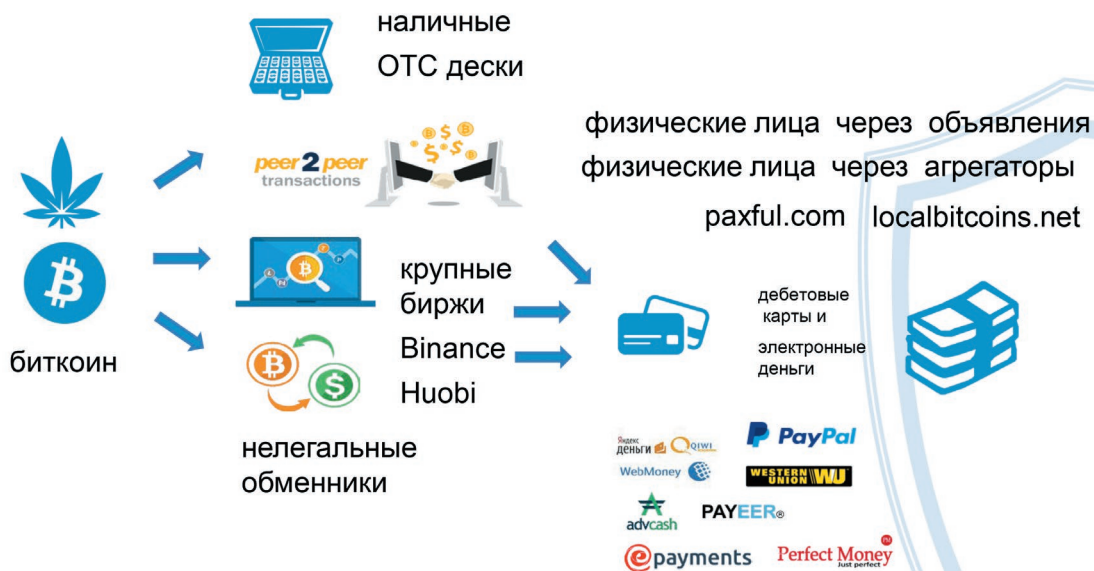 наличные
ОТС дески
peer2peer
transactions
биткоин
крупные
биржи
Binance
Huobi
нелегальные
обменники
физические лица через объявления
физические лица через агрегаторы
paxful.com localbitcoins.net
дебетовые
карты и
электронные
деньги
Яндекс
деньги
QIWI
PayPal
WebMoney
WESTERN
UNION WU
advcash
PAYEER®
epayments
Perfect Money PM
Just perfect